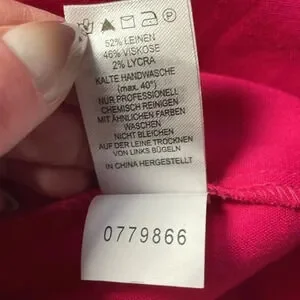 52% LEINEN
46% VISKOSE
2% LYCRA
KALTE HANDWÄSCHE
(max. 40°)
NUR PROFESSIONELL
CHEMISCH REINIGEN
MIT ÄHNLICHEN FARBEN
WASCHEN
NICHT BLEICHEN
AUF DER LEINE TROCKNEN
VON LINKS BÜGELN
IN CHINA HERGESTELLT
0779866